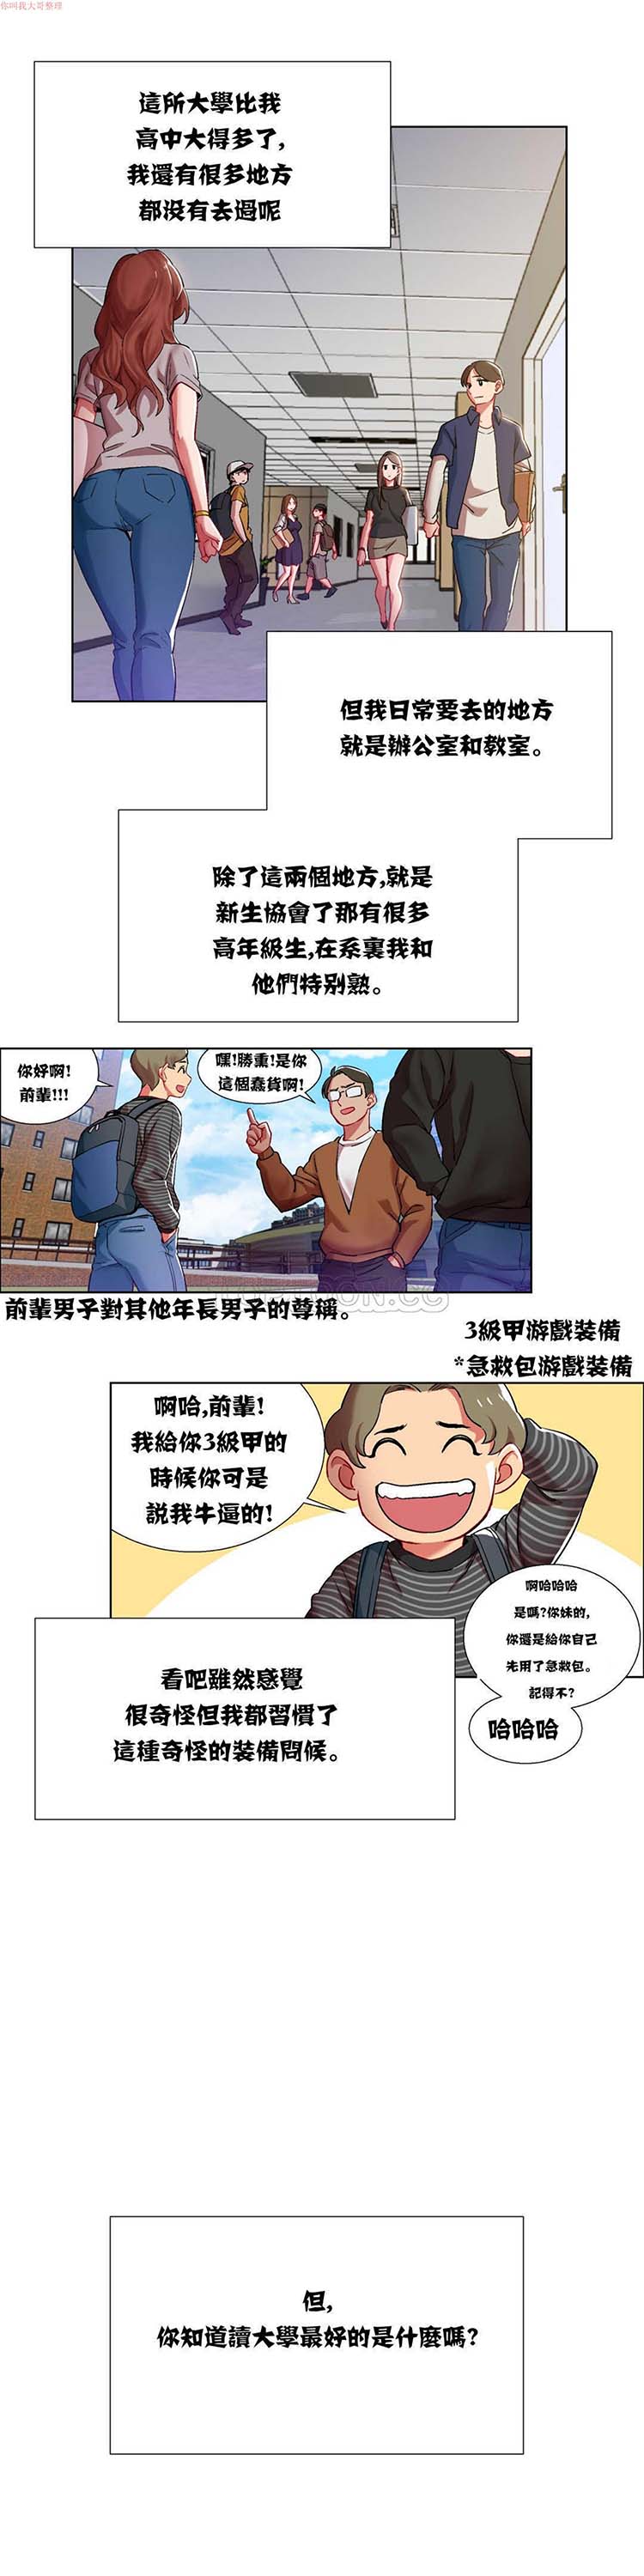 你叫我大哥整理
這所大學比我
高中大得多了,
我還有很多地方
都没有去過呢
但我日常要去的地方
就是辦公室和教室。
除了這兩個地方,就是
新生協會了那有很多
高年級生,在系裏我和
他們特别熟。
你好啊!
前輩!!!
嘿!勝熏!是你
這個蠢貨啊!
前輩男子對其他年長男子的尊稱。
3級甲游戲装備
*急救包游戲装備
啊哈,前輩!
我給你3級甲的
時候你可是
説我牛逼的!
啊哈哈哈
是嗎?你妹的,
你還是給你自己
先用了急救包。
記得不?
哈哈哈
看吧雖然感覺
很奇怪但我都習慣了
這種奇怪的装備問候。
但,
你知道讀大學最好的是什麼嗎?